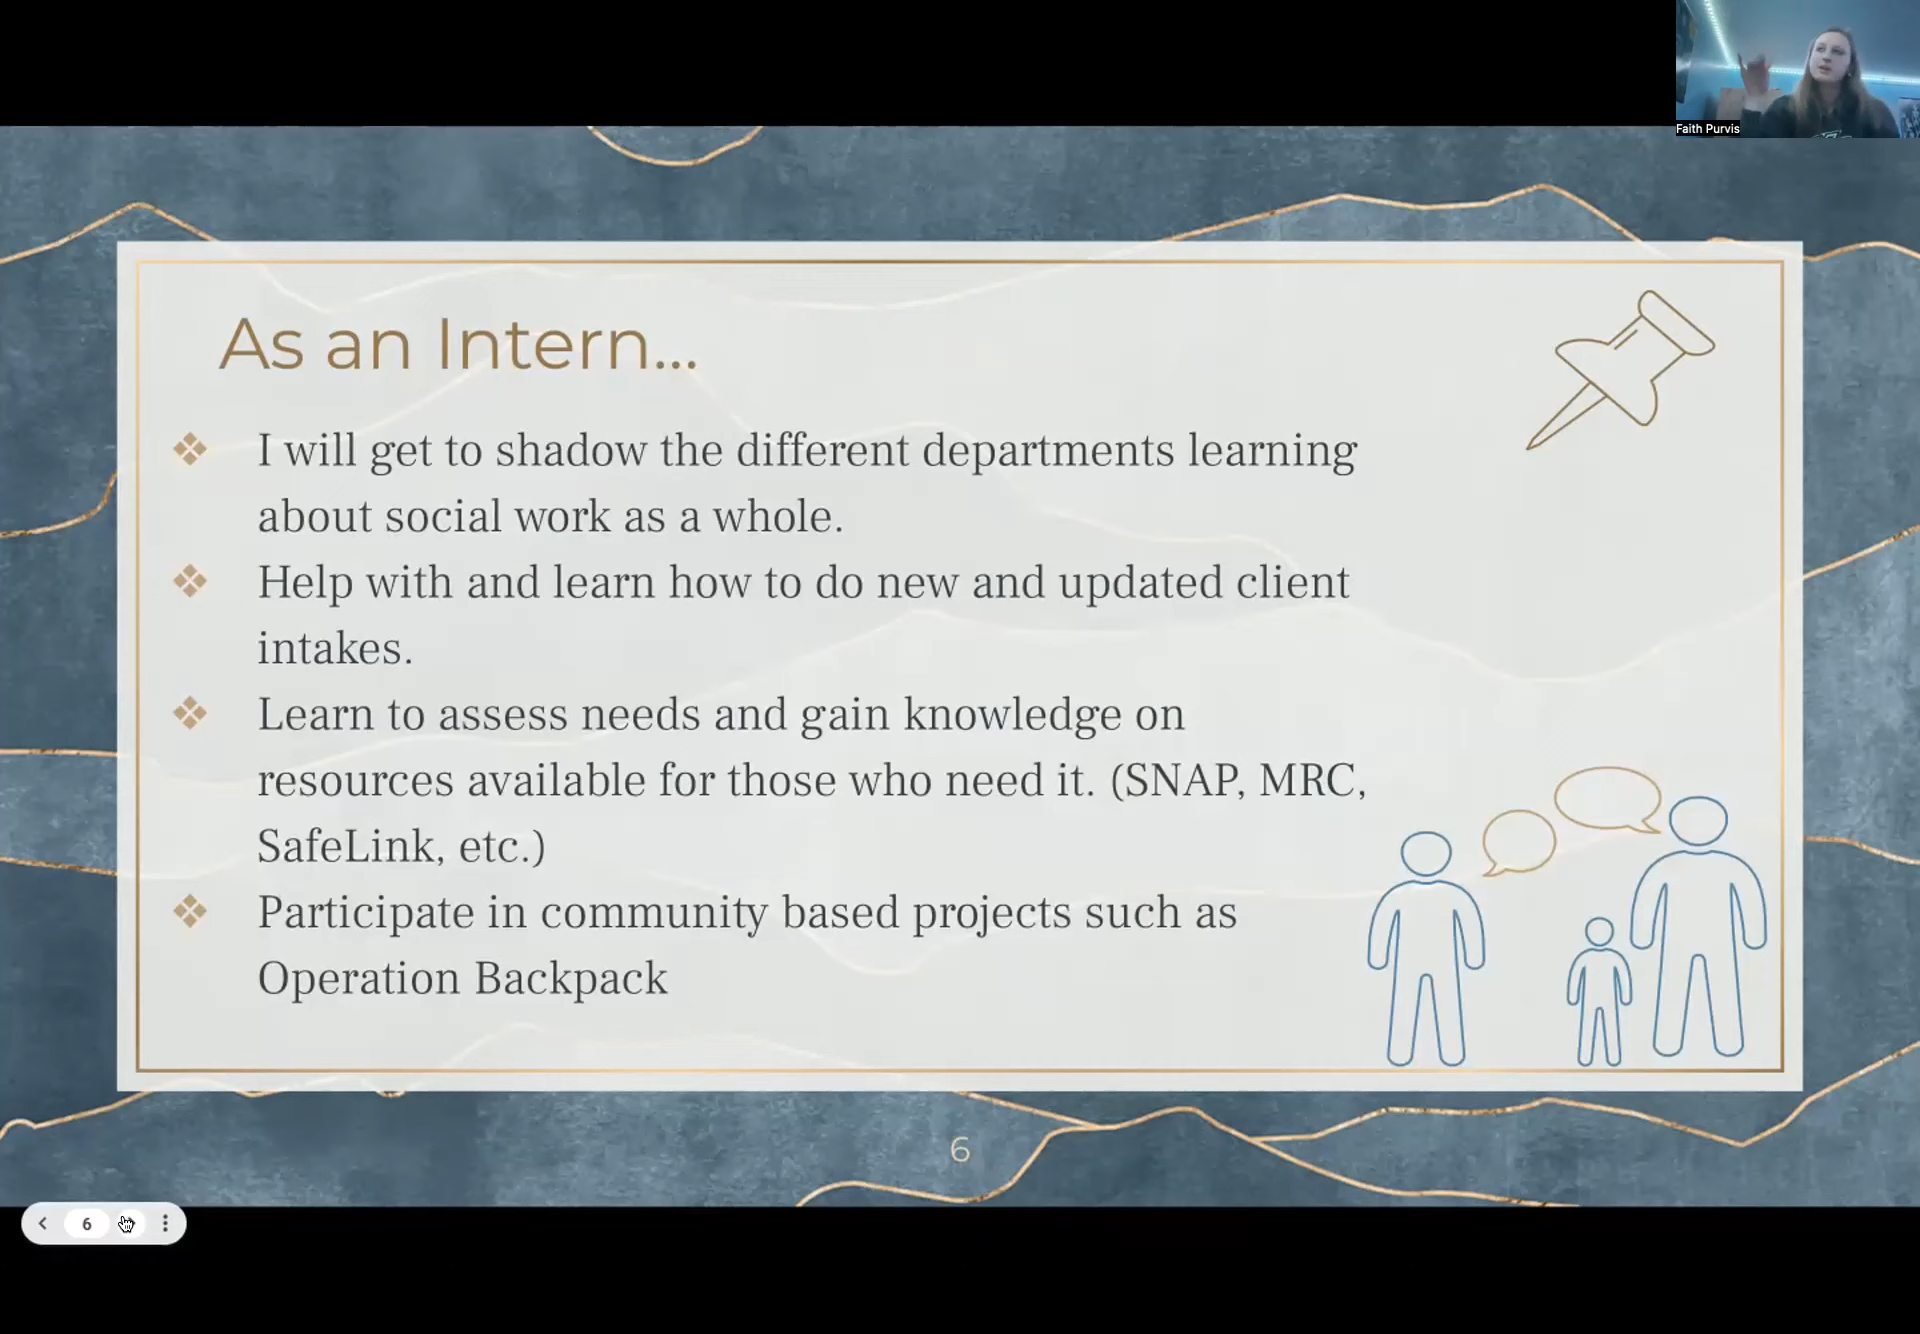 Faith Purvis
As an Intern...
I will get to shadow the different departments learning
about social work as a whole.
Help with and learn how to do new and updated client
intakes.
Learn to assess needs and gain knowledge on
resources available for those who need it. (SNAP, MRC,
SafeLink, etc.)
Participate in community based projects such as
Operation Backpack
6
6